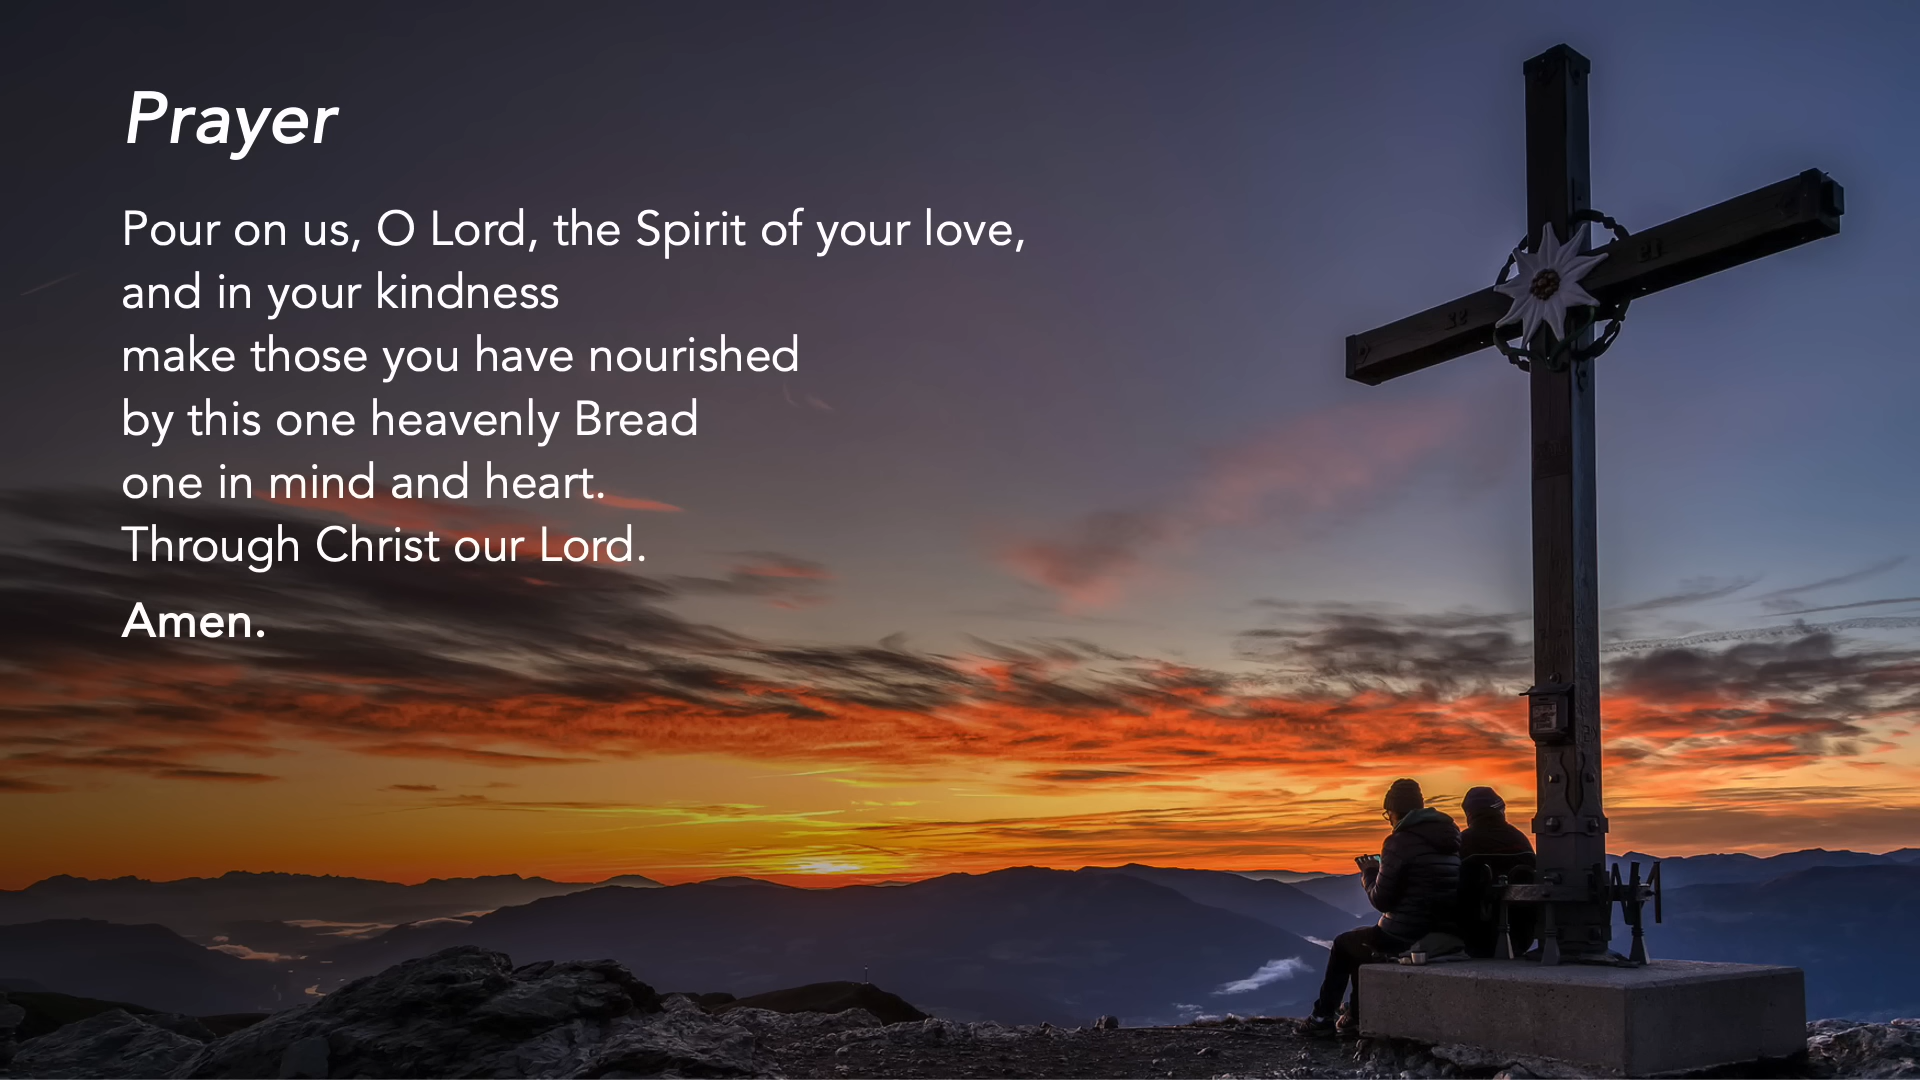 Prayer
Pour on us, O Lord, the Spirit of your love,
and in your kindness
make those you have nourished
by this one heavenly Bread
one in mind and heart.
Through Christ our Lord.
Amen.